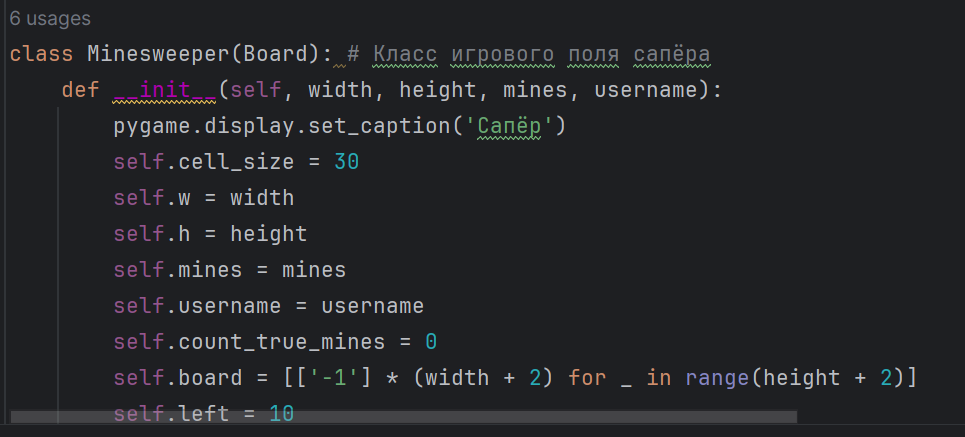 6 usages
class Minesweeper(Board): # Класс игрового поля сапёра
def __init__(self, width, height, mines, username):
pygame.display.set_caption('Сапёр')
self.cell_size = 30
self.w = width
self.h = height
self.mines = mines
self.username = username
self.count_true_mines = 0
self.board = [['-1'] * (width + 2) for _ in range(height + 2)]
self.left = 10